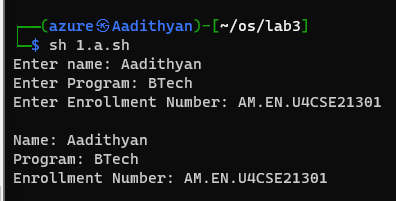 (azure㉿Aadithyan)-[~/os/lab3]
$ sh 1.a.sh
Enter name: Aadithyan
Enter Program: BTech
Enter Enrollment Number: AM.EN.U4CSE21301

Name: Aadithyan
Program: BTech
Enrollment Number: AM.EN.U4CSE21301